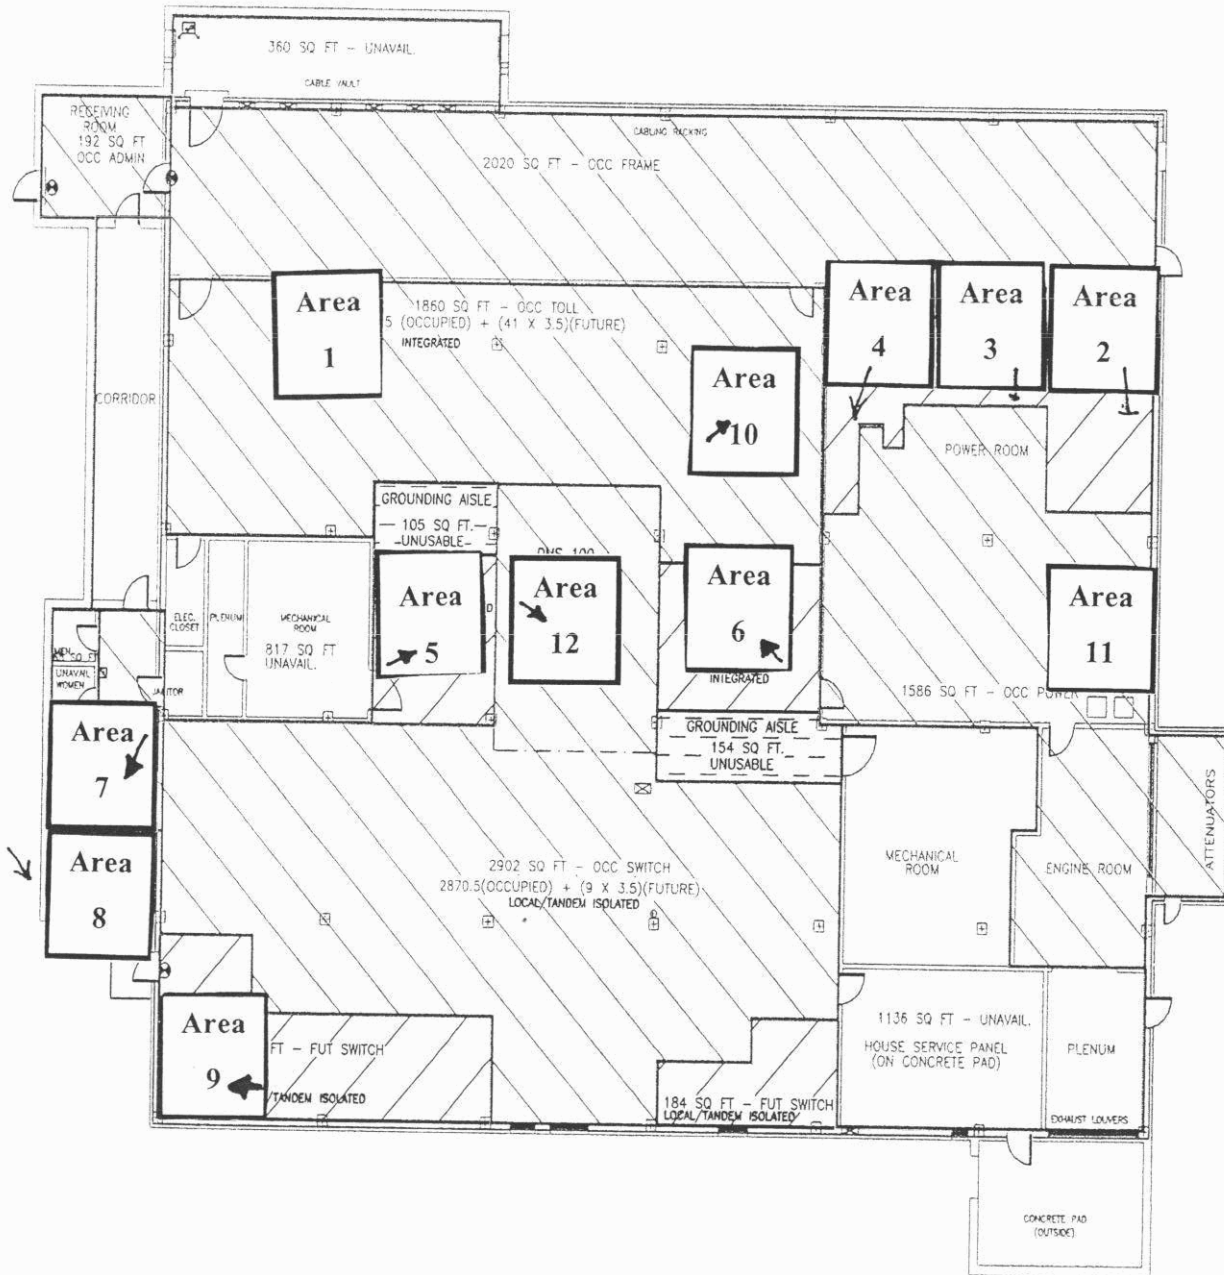 360 SQ FT - UNAVAIL.
CABLE VAULT
RECEIVING
ROOM
192 SQ FT
OCC ADMIN
CABLING RACKING
2020 SQ FT - OCC FRAME
Area
1
1860 SQ FT - OCC TOLL
5 (OCCUPIED) + (41 X 3.5)(FUTURE)
INTEGRATED
Area
4
Area
3
Area
2
Area
10
CORRIDOR
POWER ROOM
GROUNDING AISLE
105 SQ FT.
UNUSABLE
DMS 100
ELEC.
CLOSET
PLENUM
MECHANICAL
ROOM
817 SQ FT
UNAVAIL.
Area
5
Area
12
Area
6
INTEGRATED
Area
11
MEN
SQ FT
UNAVAIL
WOMEN
JANITOR
1586 SQ FT - OCC POWER
Area
7
GROUNDING AISLE
154 SQ FT.
UNUSABLE
Area
8
2902 SQ FT - OCC SWITCH
2870.5(OCCUPIED) + (9 X 3.5)(FUTURE)
LOCAL/TANDEM ISOLATED
MECHANICAL
ROOM
ENGINE ROOM
ATTENUATORS
Area
9
FT - FUT SWITCH
TANDEM ISOLATED
184 SQ FT - FUT SWITCH
LOCAL/TANDEM ISOLATED
1136 SQ FT - UNAVAIL.
HOUSE SERVICE PANEL
(ON CONCRETE PAD)
PLENUM
EXHAUST LOUVERS
CONCRETE PAD
(OUTSIDE)